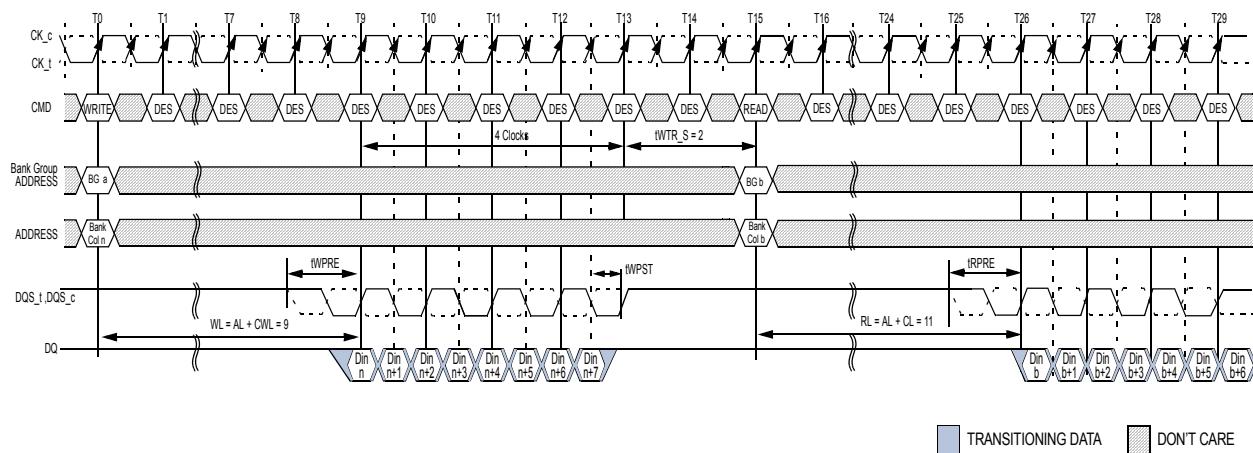 T0 T1 T7 T8 T9 T10 T11 T12 T13 T14 T15 T16 T24 T25 T26 T27 T28 T29
CK_c
CK_t
CMD WRITE DES DES DES DES DES DES DES DES DES READ DES DES DES DES DES DES DES
4 Clocks tWTR_S = 2
Bank Group
ADDRESS BG a BG b
ADDRESS Bank Col n Bank Col b
tWPRE tWPST tRPRE
DQS_t ,DQS_c
WL = AL + CWL = 9 RL = AL + CL = 11
DQ Din n Din n+1 Din n+2 Din n+3 Din n+4 Din n+5 Din n+6 Din n+7 Din b Din b+1 Din b+2 Din b+3 Din b+4 Din b+5 Din b+6
TRANSITIONING DATA DON'T CARE